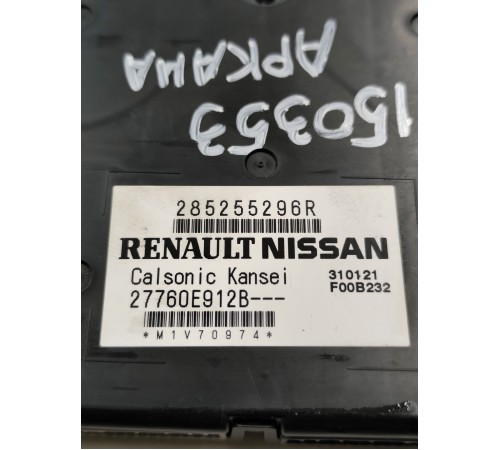 150353
АРКАНА
285255296R
RENAULT NISSAN
Calsonic Kansei
310121
27760E912B---
F00B232
*M1V70974*